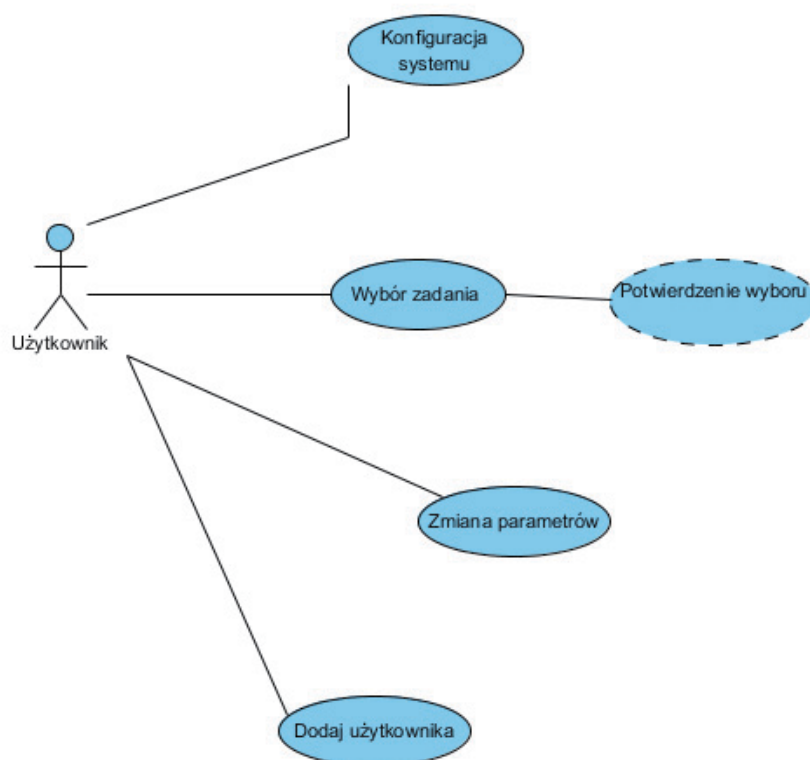 Konfiguracja
systemu
Wybór zadania
Potwierdzenie wyboru
Użytkownik
Zmiana parametrów
Dodaj użytkownika